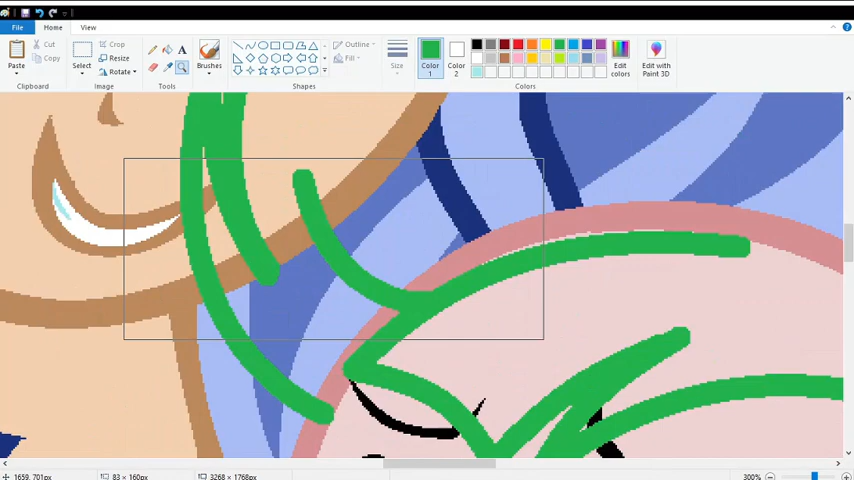 File Home View
Paste Cut Copy
Select Crop Resize Rotate
A
Brushes
Outline Fill
Size
Color 1 Color 2
Edit colors
Edit with Paint 3D
Clipboard Image Tools Shapes Colors
1659, 701px 83 × 160px 3268 × 1768px 300%